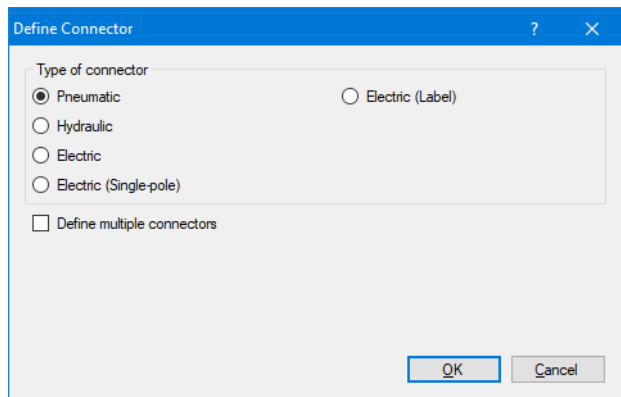 Define Connector ? ×
Type of connector
Pneumatic Electric (Label)
Hydraulic
Electric
Electric (Single-pole)
Define multiple connectors
OK Cancel